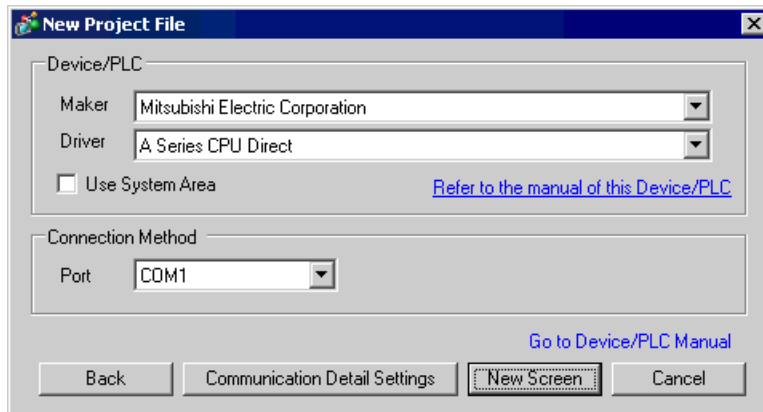 New Project File
Device/PLC
Maker Mitsubishi Electric Corporation
Driver A Series CPU Direct
Use System Area Refer to the manual of this Device/PLC
Connection Method
Port COM1
Go to Device/PLC Manual
Back Communication Detail Settings New Screen Cancel